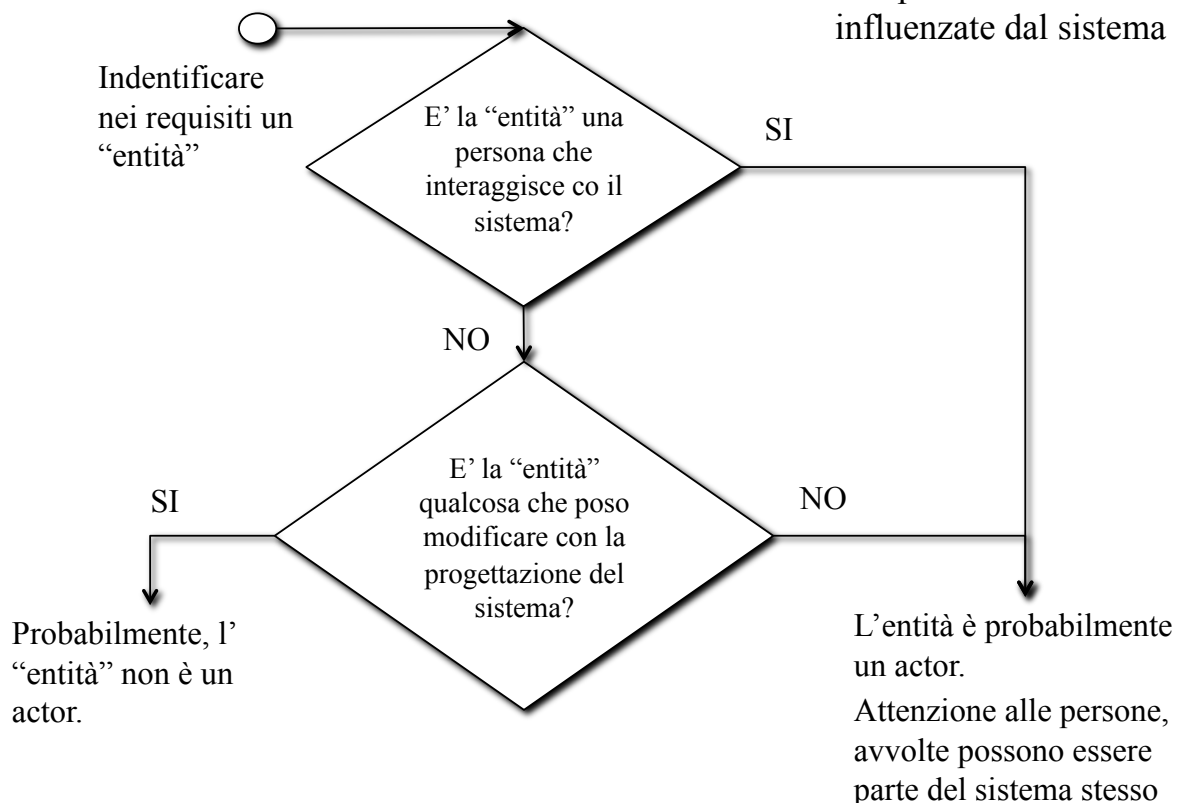 influenzate dal sistema
Indentificare
nei requisiti un
“entità”
E’ la “entità” una
persona che
interaggisce co il
sistema?
SI
NO
E’ la “entità”
qualcosa che poso
modificare con la
progettazione del
sistema?
SI
NO
Probabilmente, l’
“entità” non è un
actor.
L’entità è probabilmente
un actor.
Attenzione alle persone,
avvolte possono essere
parte del sistema stesso